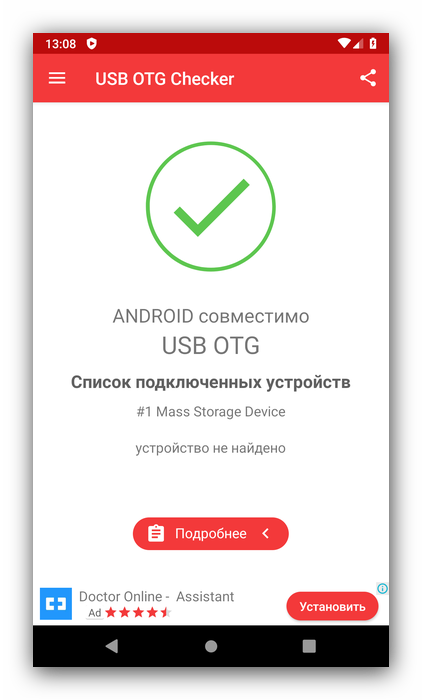 13:08
USB OTG Checker
ANDROID совместимо
USB OTG
Список подключенных устройств
#1 Mass Storage Device
устройство не найдено
Подробнее
Doctor Online - Assistant
Ad
Установить